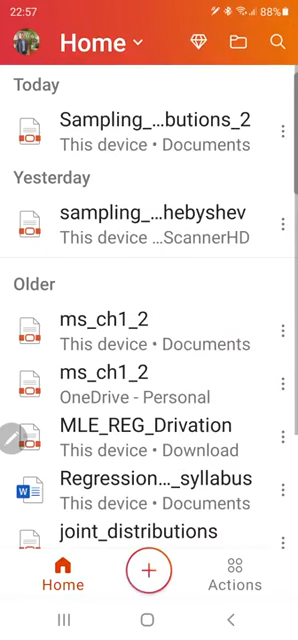 22:57
88%
Home
Today
Sampling_...butions_2
This device • Documents
Yesterday
sampling_...hebyshev
This device ...ScannerHD
Older
ms_ch1_2
This device • Documents
ms_ch1_2
OneDrive - Personal
MLE_REG_Drivation
This device • Download
W
Regression..._syllabus
This device • Documents
joint_distributions
Home
Actions